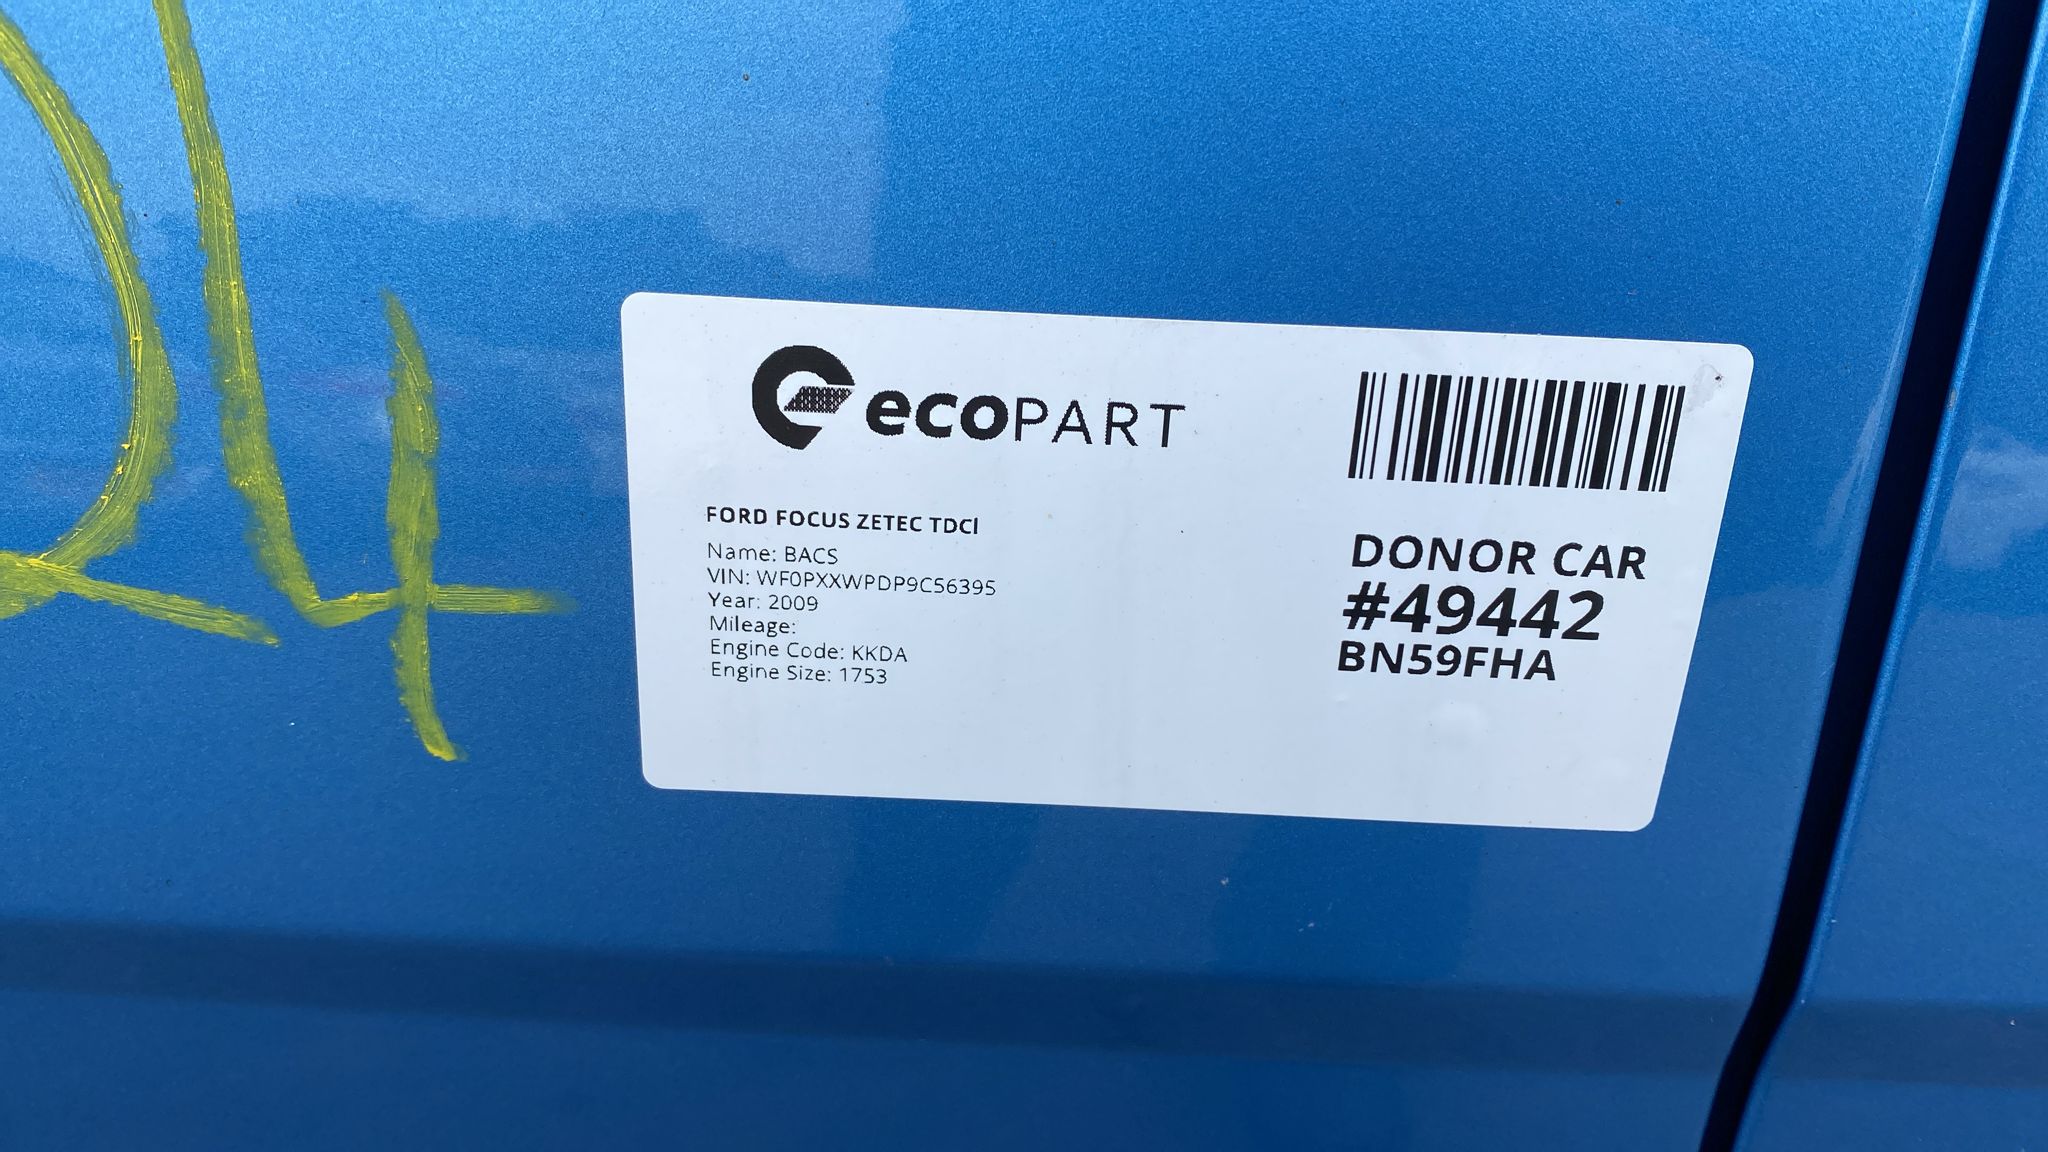 24
ecoPART
FORD FOCUS ZETEC TDCI
Name: BACS
VIN: WF0PXXWPDP9C56395
Year: 2009
Mileage:
Engine Code: KKDA
Engine Size: 1753
DONOR CAR
#49442
BN59FHA